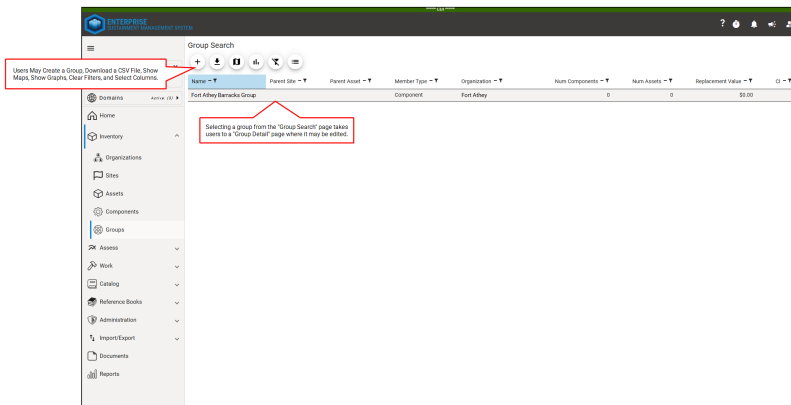 ENTERPRISE
SUSTAINMENT MANAGEMENT SYSTEM
?
Group Search
Users May Create a Group, Download a CSV File, Show
Maps, Show Graphs, Clear Filters, and Select Columns.
Name
Parent Site
Parent Asset
Member Type
Organization
Num Components
Num Assets
Replacement Value
CI
Fort Athey Barracks Group
Component
Fort Athey
0
0
$0.00
Selecting a group from the "Group Search" page takes
users to a "Group Detail" page where it may be edited.
Domains
Active: (3)
Home
Inventory
Organizations
Sites
Assets
Components
Groups
Assess
Work
Catalog
Reference Books
Administration
Import/Export
Documents
Reports